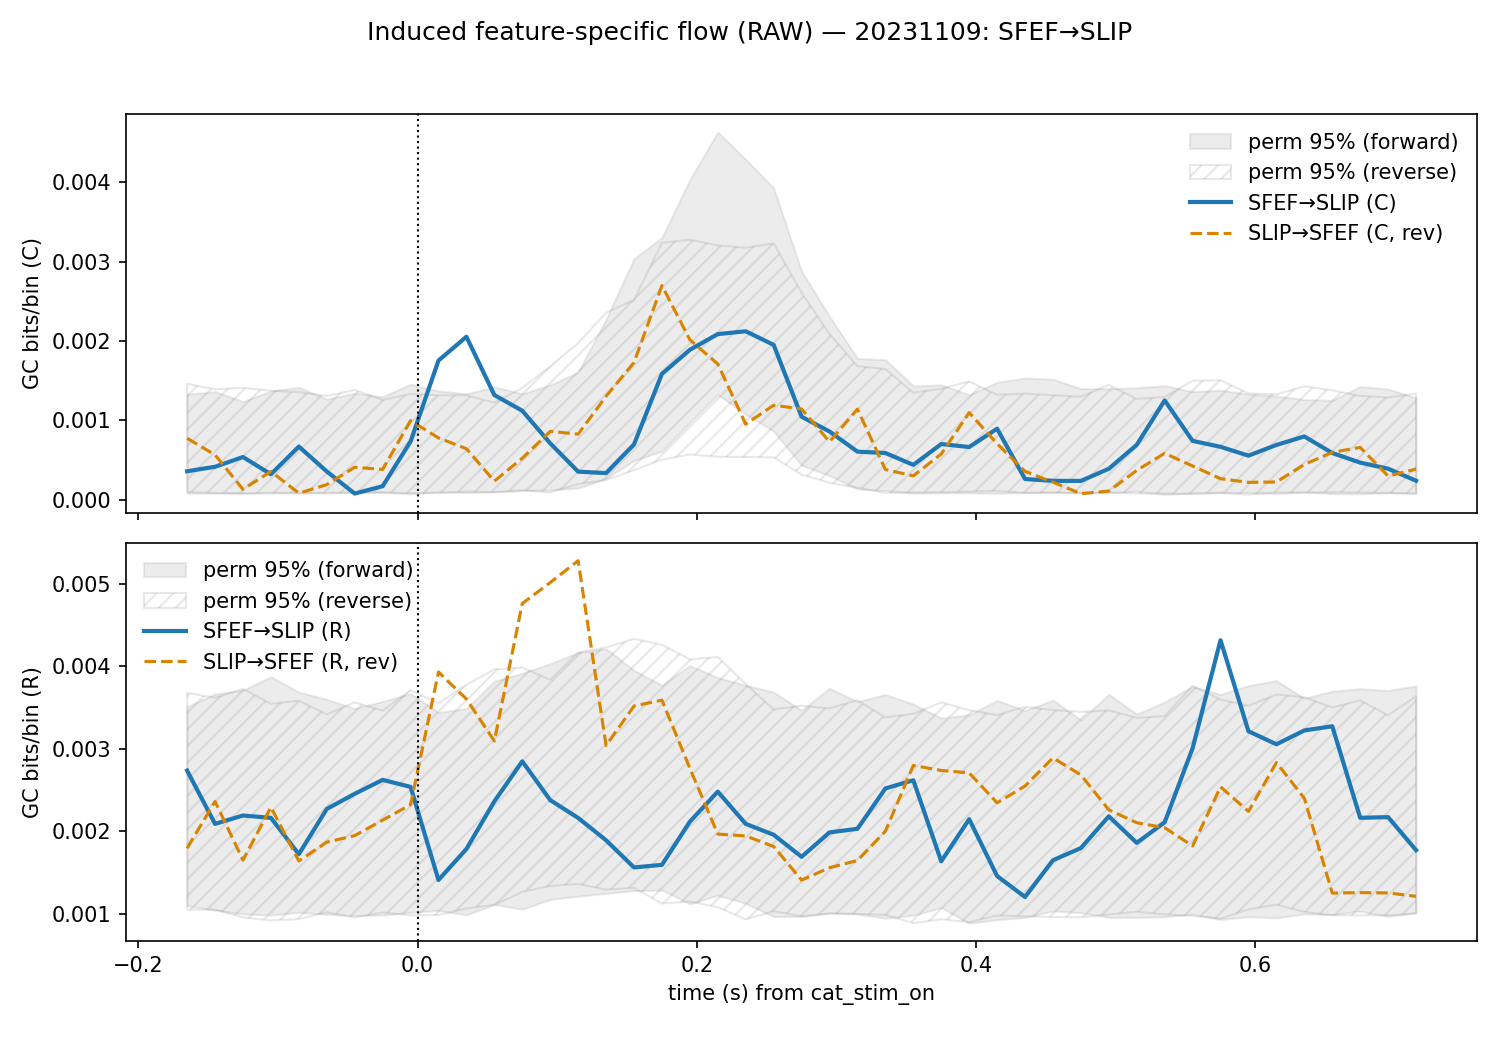 Induced feature-specific flow (RAW) — 20231109: SFEF→SLIP
GC bits/bin (C)
0.004
0.003
0.002
0.001
0.000
perm 95% (forward)
perm 95% (reverse)
SFEF→SLIP (C)
SLIP→SFEF (C, rev)
GC bits/bin (R)
0.005
0.004
0.003
0.002
0.001
perm 95% (forward)
perm 95% (reverse)
SFEF→SLIP (R)
SLIP→SFEF (R, rev)
−0.2
0.0
0.2
0.4
0.6
time (s) from cat_stim_on